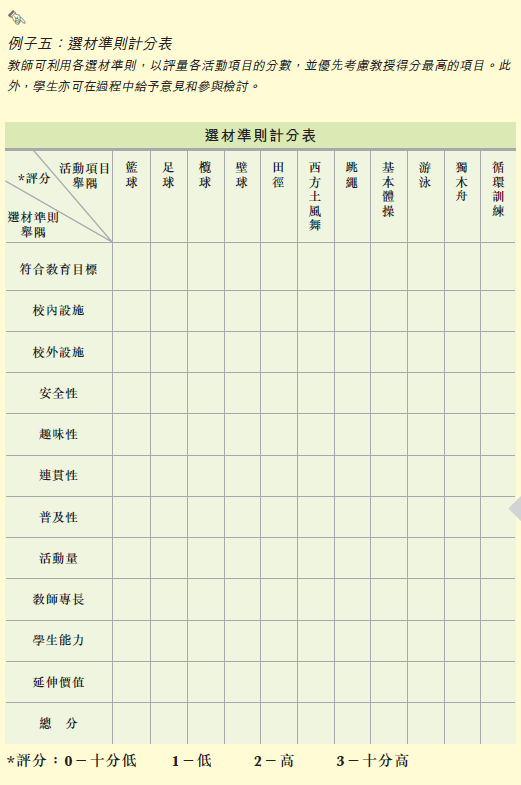 例子五：選材準則計分表
教師可利用各選材準則，以評量各活動項目的分數，並優先考慮教授得分最高的項目。此
外，學生亦可在過程中給予意見和參與檢討。
選材準則計分表
活動項目
舉隅
*評分
選材準則
舉隅
籃球
足球
欖球
壁球
田徑
西方土風舞
跳繩
基本體操
游泳
獨木舟
循環訓練
符合教育目標
校內設施
校外設施
安全性
趣味性
連貫性
普及性
活動量
教師專長
學生能力
延伸價值
總 分
*評分：0－十分低 1－低 2－高 3－十分高